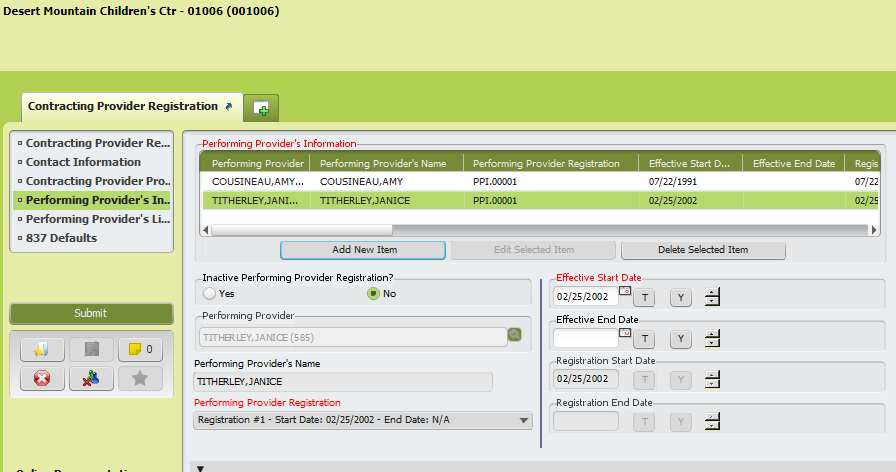 Desert Mountain Children's Ctr - 01006 (001006)
Contracting Provider Registration
Contracting Provider Re...
Contact Information
Contracting Provider Pro...
Performing Provider's In...
Performing Provider's Li...
837 Defaults
Submit
0
Performing Provider's Information
Performing Provider Performing Provider's Name Performing Provider Registration Effective Start D... Effective End Date Regis
COUSINEAU,AMY... COUSINEAU,AMY PPI.00001 07/22/1991 07/22
TITHERLEY,JANI... TITHERLEY,JANICE PPI.00001 02/25/2002 02/25
Add New Item Edit Selected Item Delete Selected Item
Inactive Performing Provider Registration?
Yes No
Performing Provider
TITHERLEY,JANICE (585)
Performing Provider's Name
TITHERLEY,JANICE
Performing Provider Registration
Registration #1 - Start Date: 02/25/2002 - End Date: N/A
Effective Start Date
02/25/2002 T Y
Effective End Date
T Y
Registration Start Date
02/25/2002 T Y
Registration End Date
T Y